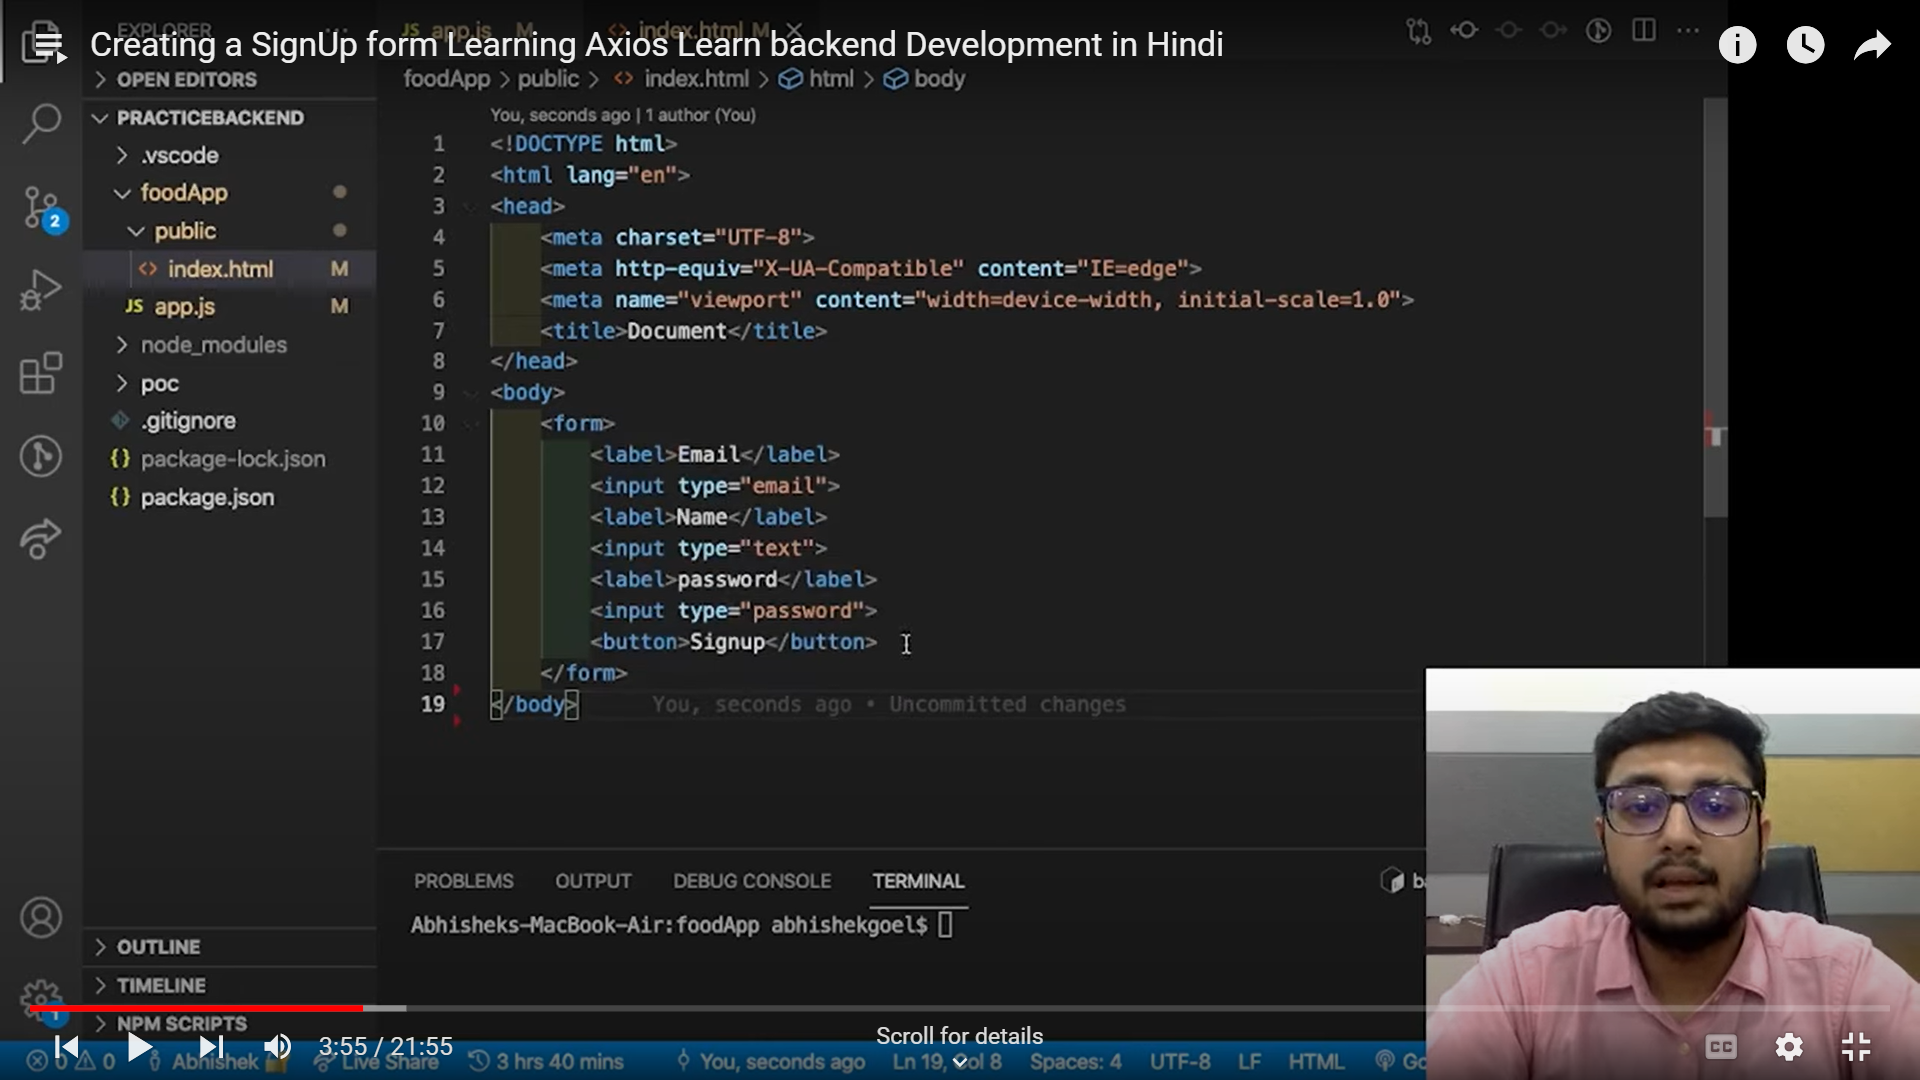 EXPLORER
JS app.js M
<> index.html M
Creating a SignUp form Learning Axios Learn backend Development in Hindi
OPEN EDITORS
PRACTICEBACKEND
.vscode
foodApp
public
<> index.html M
JS app.js M
node_modules
poc
.gitignore
{} package-lock.json
{} package.json
OUTLINE
TIMELINE
NPM SCRIPTS
2
1
foodApp > public > <> index.html > html > body
You, seconds ago | 1 author (You)
1 <!DOCTYPE html>
2 <html lang="en">
3 <head>
4 <meta charset="UTF-8">
5 <meta http-equiv="X-UA-Compatible" content="IE=edge">
6 <meta name="viewport" content="width=device-width, initial-scale=1.0">
7 <title>Document</title>
8 </head>
9 <body>
10 <form>
11 <label>Email</label>
12 <input type="email">
13 <label>Name</label>
14 <input type="text">
15 <label>password</label>
16 <input type="password">
17 <button>Signup</button>
18 </form>
19 </body> You, seconds ago • Uncommitted changes
PROBLEMS OUTPUT DEBUG CONSOLE TERMINAL
Abhisheks-MacBook-Air:foodApp abhishekgoel$
Scroll for details
3:55 / 21:55
CC
0 0 Abhishek Live Share 3 hrs 40 mins You, seconds ago Ln 19, Col 8 Spaces: 4 UTF-8 LF HTML